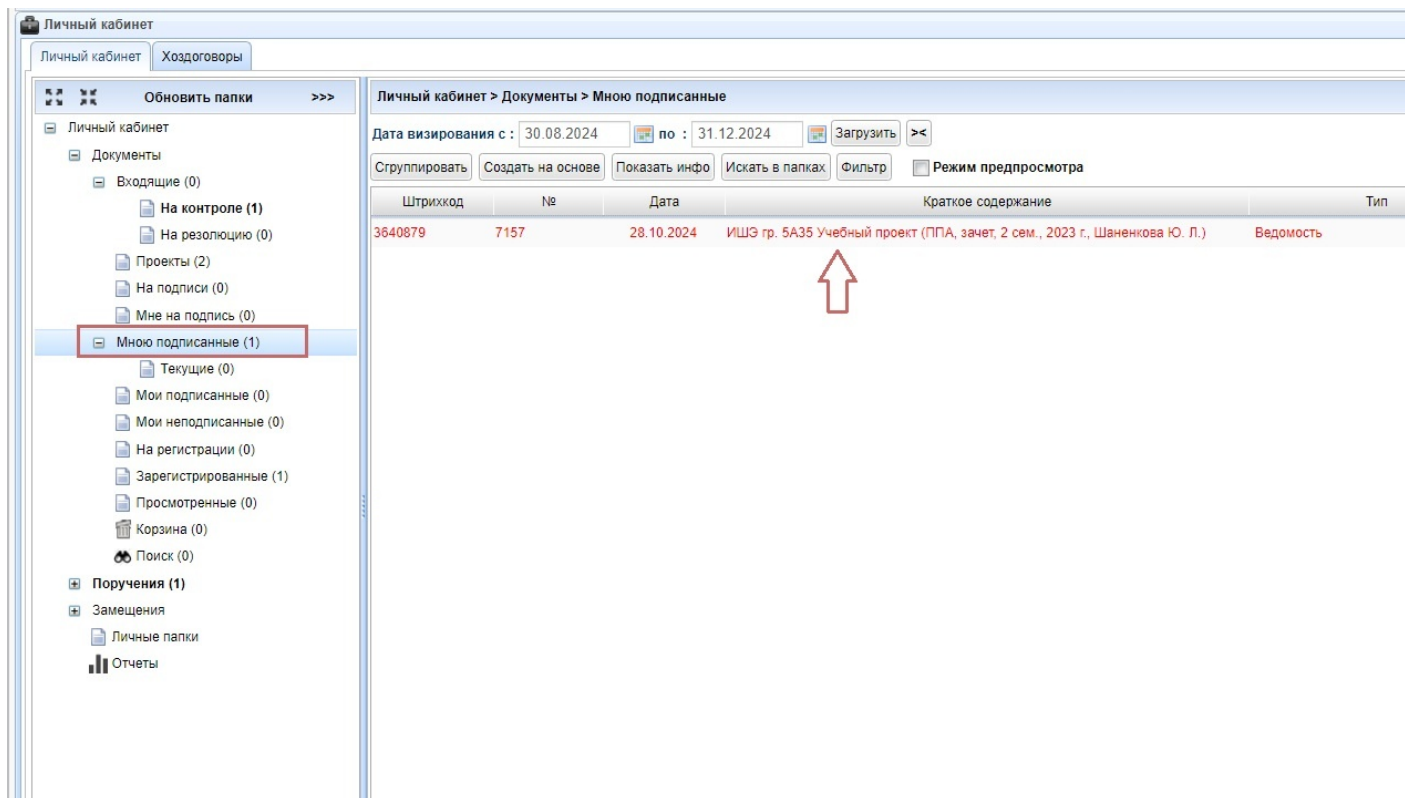 Личный кабинет
Личный кабинет Хоздоговоры
Обновить папки >>>
Личный кабинет
Документы
Входящие (0)
На контроле (1)
На резолюцию (0)
Проекты (2)
На подписи (0)
Мне на подпись (0)
Мною подписанные (1)
Текущие (0)
Мои подписанные (0)
Мои неподписанные (0)
На регистрации (0)
Зарегистрированные (1)
Просмотренные (0)
Корзина (0)
Поиск (0)
Поручения (1)
Замещения
Личные папки
Отчеты
Личный кабинет > Документы > Мною подписанные
Дата визирования с : 30.08.2024 по : 31.12.2024 Загрузить ><
Сгруппировать Создать на основе Показать инфо Искать в папках Фильтр Режим предпросмотра
Штрихкод № Дата Краткое содержание Тип
3640879 7157 28.10.2024 ИШЭ гр. 5А35 Учебный проект (ППА, зачет, 2 сем., 2023 г., Шаненкова Ю. Л.) Ведомость